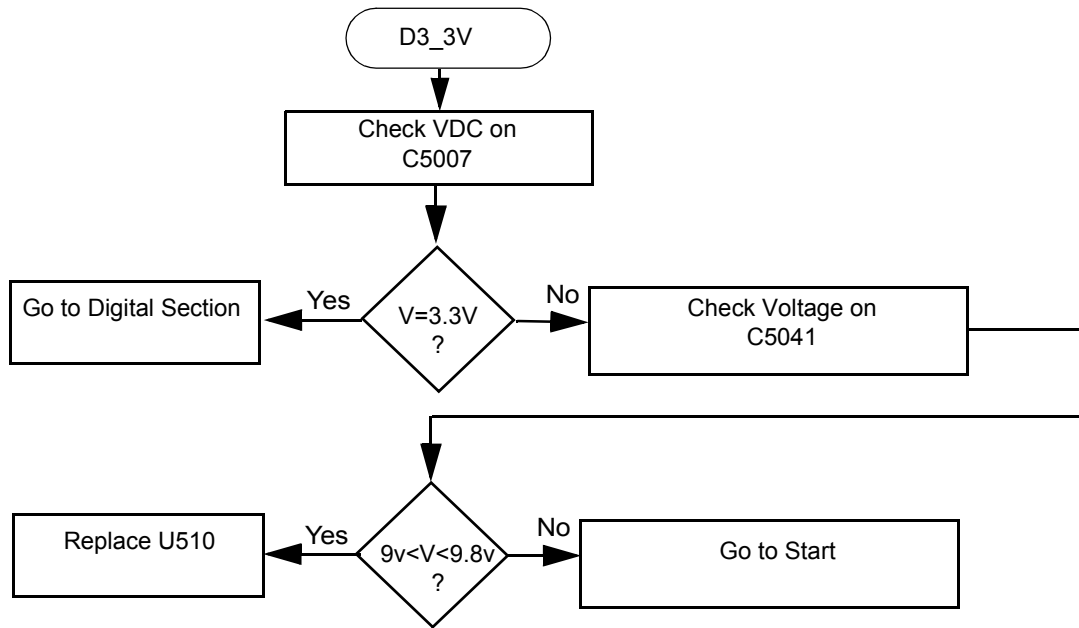 D3_3V
Check VDC on
C5007
Go to Digital Section
Yes
V=3.3V
?
No
Check Voltage on
C5041
Replace U510
Yes
9v<V<9.8v
?
No
Go to Start